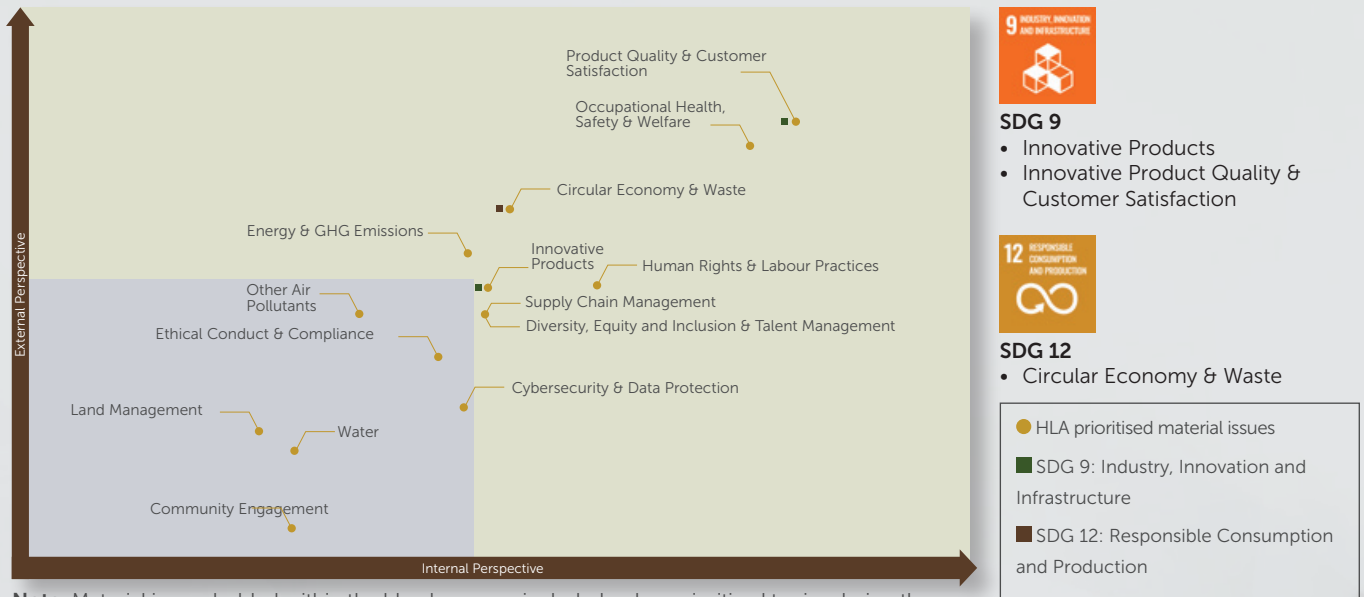 Product Quality & Customer
Satisfaction
Occupational Health,
Safety & Welfare
Circular Economy & Waste
Energy & GHG Emissions
Innovative
Products
Human Rights & Labour Practices
Other Air
Pollutants
Supply Chain Management
Diversity, Equity and Inclusion & Talent Management
Ethical Conduct & Compliance
Cybersecurity & Data Protection
Land Management
Water
Community Engagement
External Perspective
Internal Perspective
9 INDUSTRY, INNOVATION
AND INFRASTRUCTURE
SDG 9
• Innovative Products
• Innovative Product Quality &
Customer Satisfaction
12 RESPONSIBLE
CONSUMPTION
AND PRODUCTION
SDG 12
• Circular Economy & Waste
HLA prioritised material issues
SDG 9: Industry, Innovation and
Infrastructure
SDG 12: Responsible Consumption
and Production